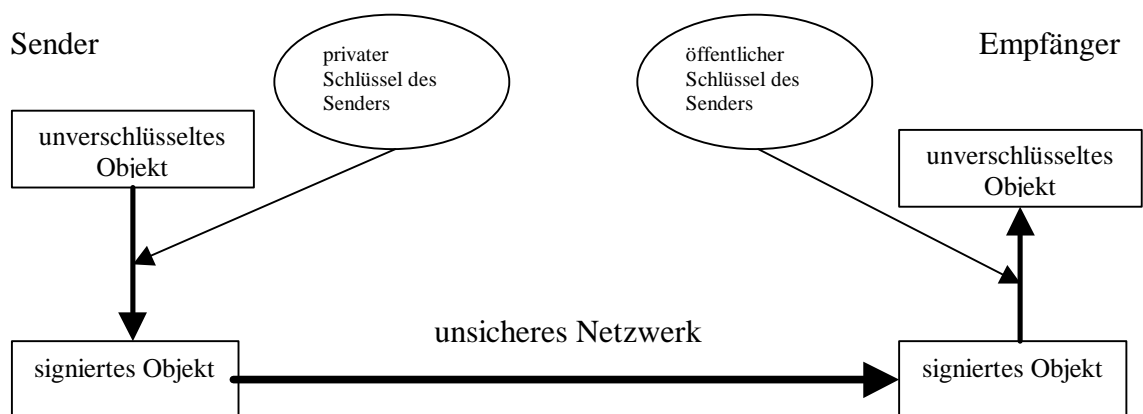 Sender
privater
Schlüssel des
Senders
öffentlicher
Schlüssel des
Senders
Empfänger
unverschlüsseltes
Objekt
unverschlüsseltes
Objekt
unsicheres Netzwerk
signiertes Objekt
signiertes Objekt